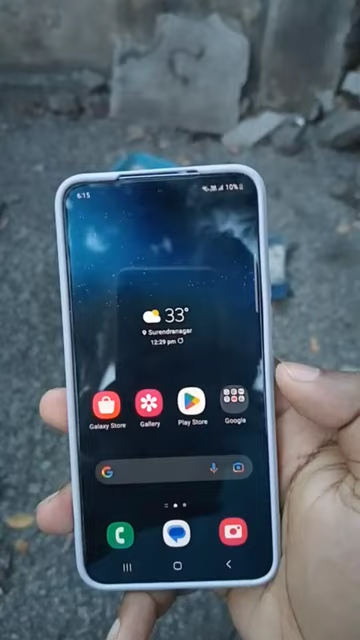 6:15
10%
33°
Surendranagar
12:29 pm
Galaxy Store
Gallery
Play Store
Google